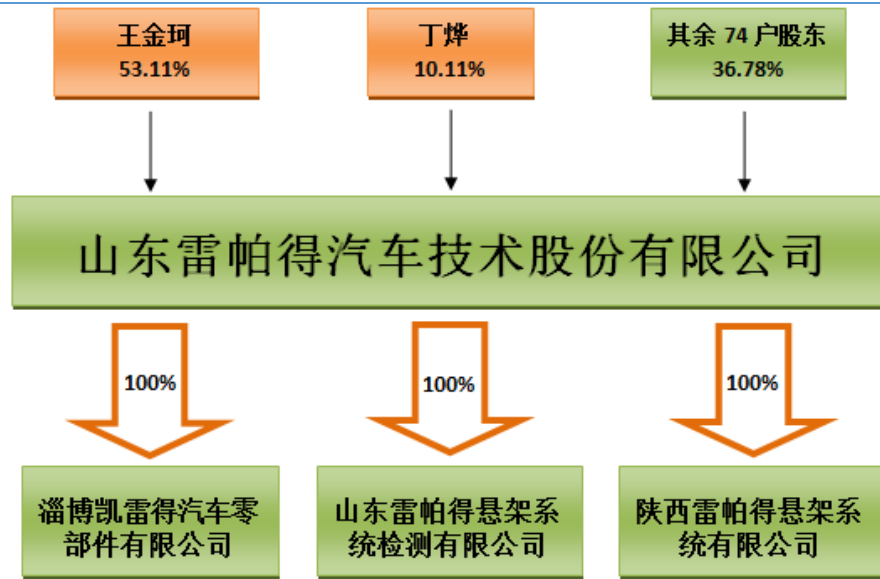 王金珂
53.11%
丁烨
10.11%
其余 74 户股东
36.78%
山东雷帕得汽车技术股份有限公司
100%
100%
100%
淄博凯雷得汽车零
部件有限公司
山东雷帕得悬架系
统检测有限公司
陕西雷帕得悬架系
统有限公司